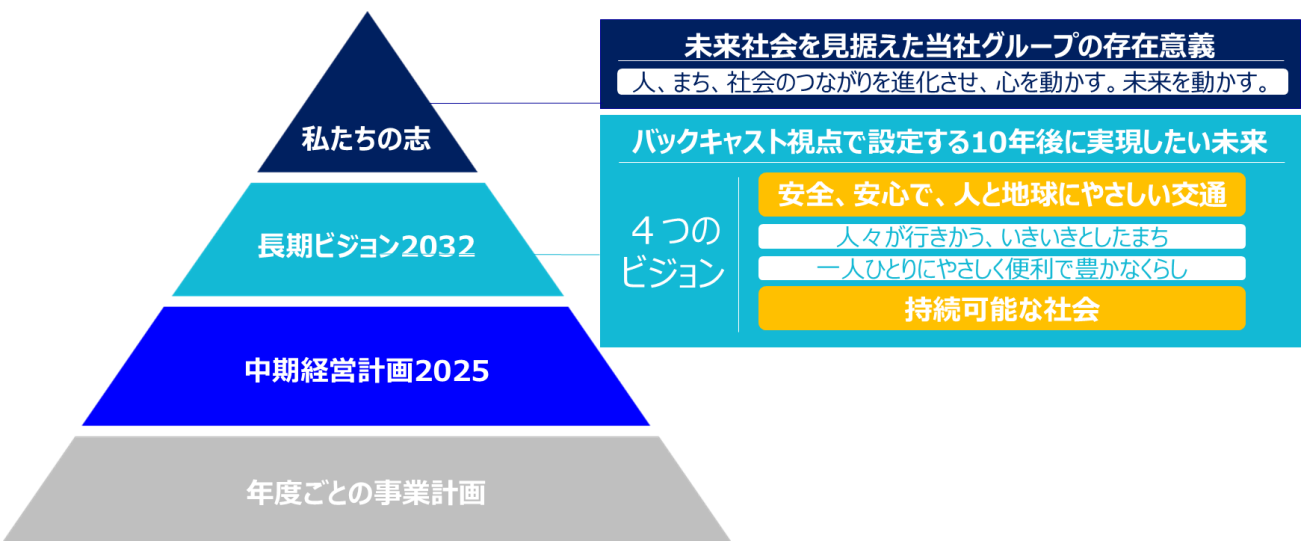 未来社会を見据えた当社グループの存在意義
人、まち、社会のつながりを進化させ、心を動かす。未来を動かす。
私たちの志
バックキャスト視点で設定する10年後に実現したい未来
4つの
ビジョン
安全、安心で、人と地球にやさしい交通
人々が行きかう、いきいきとしたまち
一人ひとりにやさしく便利で豊かなくらし
持続可能な社会
長期ビジョン2032
中期経営計画2025
年度ごとの事業計画